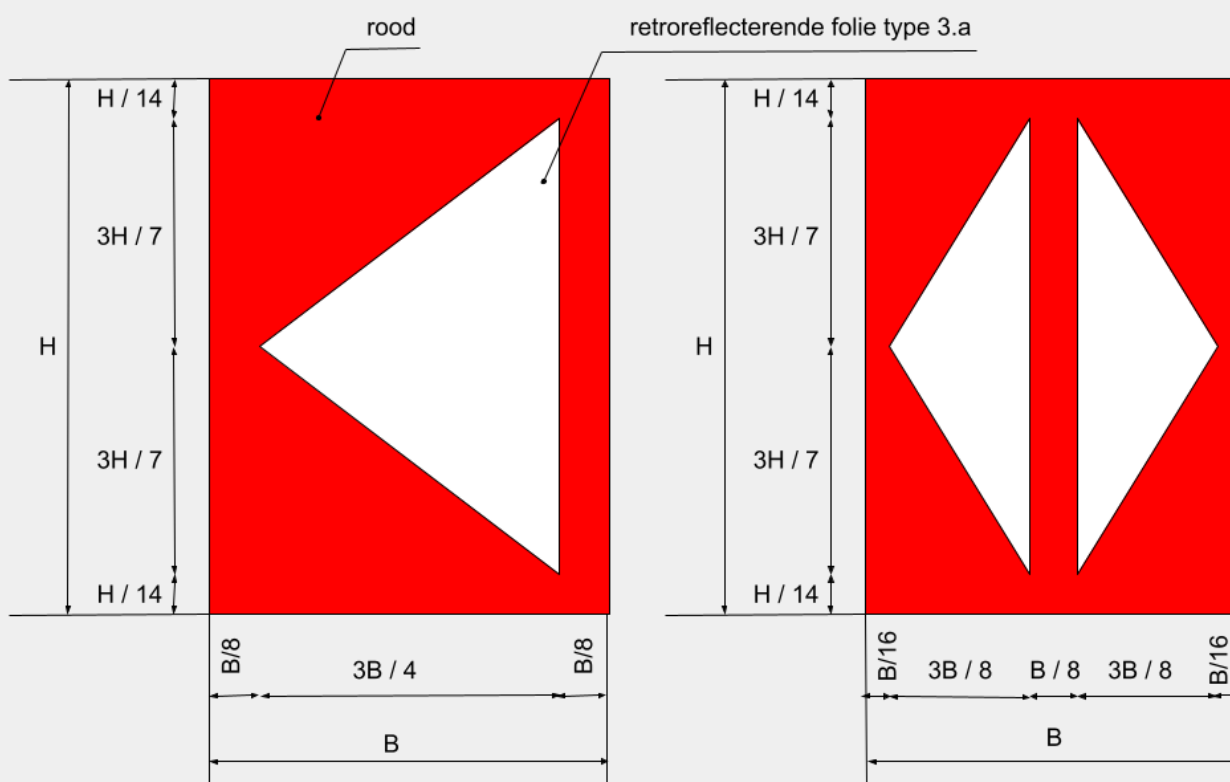 rood
retroreflecterende folie type 3.a
H / 14
3H / 7
H
3H / 7
H / 14
B/8
3B / 4
B/8
B
H / 14
3H / 7
H
3H / 7
H / 14
B/16
3B / 8
B / 8
3B / 8
B/16
B